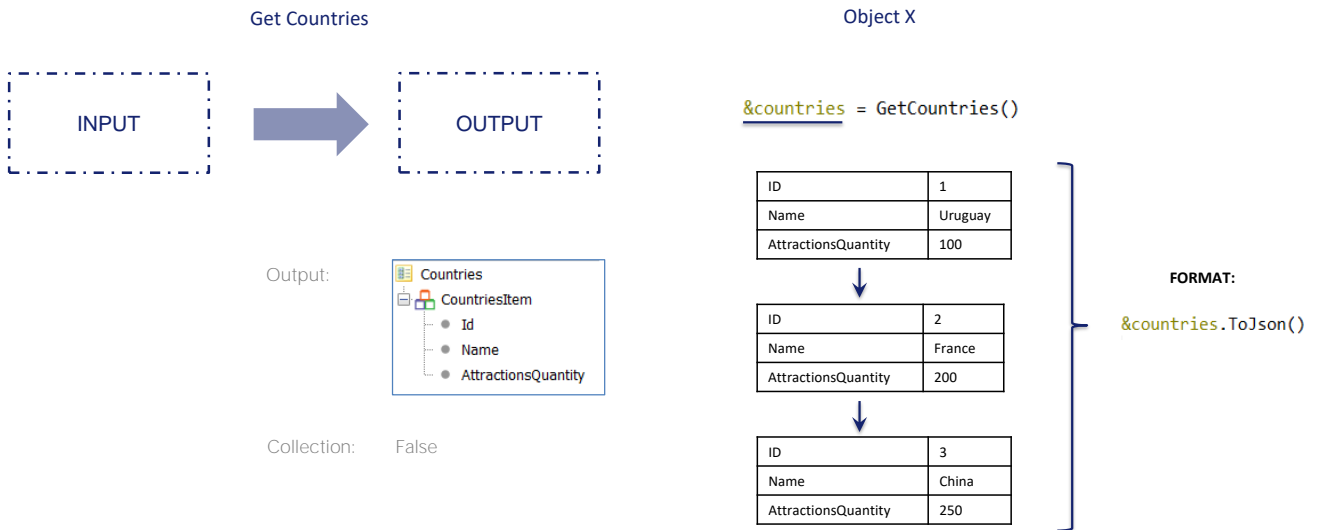 Get Countries
INPUT
OUTPUT
Output:
Countries
CountriesItem
Id
Name
AttractionsQuantity
Collection: False
Object X
&countries = GetCountries()
ID 1
Name Uruguay
AttractionsQuantity 100
ID 2
Name France
AttractionsQuantity 200
ID 3
Name China
AttractionsQuantity 250
FORMAT:
&countries.ToJson()